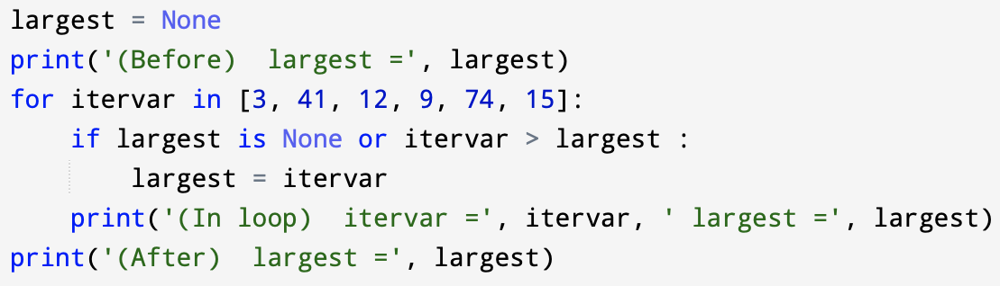 largest = None
print('(Before)  largest =', largest)
for itervar in [3, 41, 12, 9, 74, 15]:
    if largest is None or itervar > largest :
        largest = itervar
    print('(In loop)  itervar =', itervar, ' largest =', largest)
print('(After)  largest =', largest)